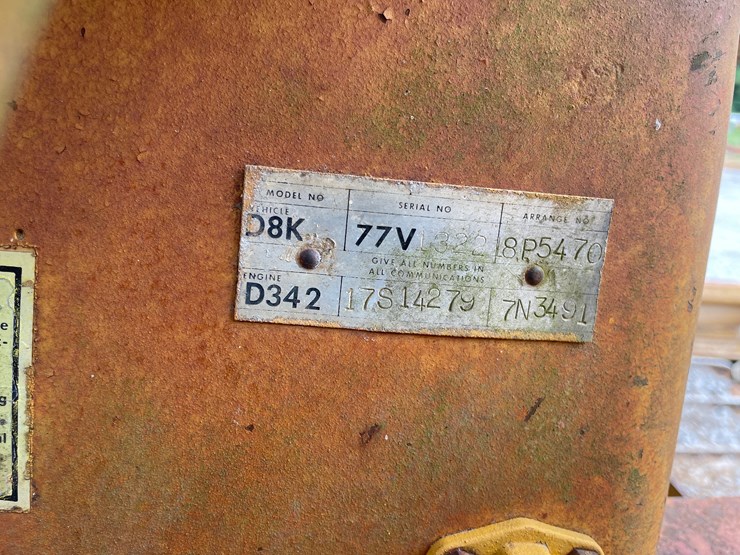 MODEL NO SERIAL NO ARRANGE NO
VEHICLE
D8K 77V 8P5470
GIVE ALL NUMBERS IN
ALL COMMUNICATIONS
ENGINE
D342 17S14279 7N3491